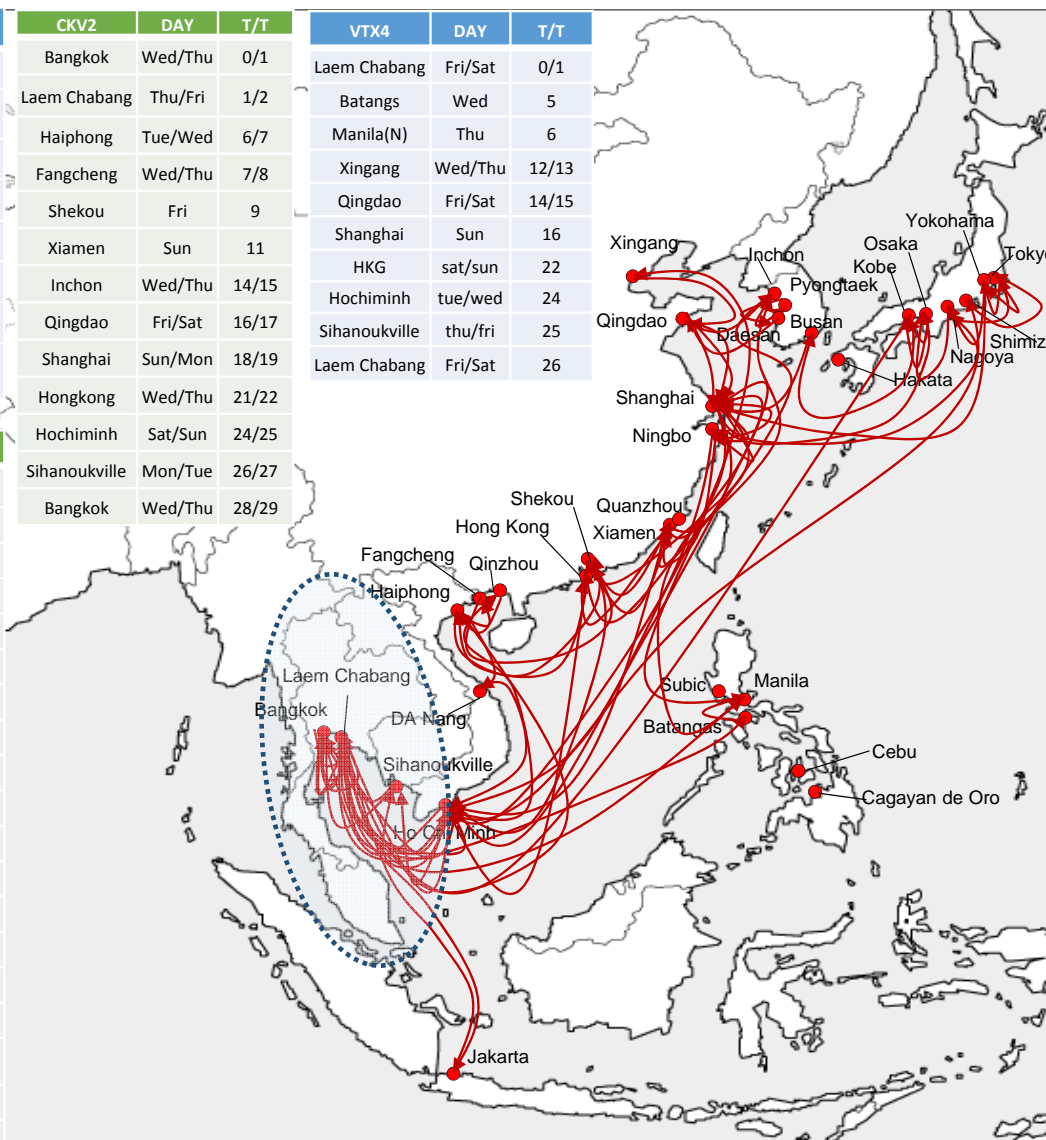 CKV2 DAY T/T
Bangkok Wed/Thu 0/1
Laem Chabang Thu/Fri 1/2
Haiphong Tue/Wed 6/7
Fangcheng Wed/Thu 7/8
Shekou Fri 9
Xiamen Sun 11
Inchon Wed/Thu 14/15
Qingdao Fri/Sat 16/17
Shanghai Sun/Mon 18/19
Hongkong Wed/Thu 21/22
Hochiminh Sat/Sun 24/25
Sihanoukville Mon/Tue 26/27
Bangkok Wed/Thu 28/29
VTX4 DAY T/T
Laem Chabang Fri/Sat 0/1
Batangs Wed 5
Manila(N) Thu 6
Xingang Wed/Thu 12/13
Qingdao Fri/Sat 14/15
Shanghai Sun 16
HKG sat/sun 22
Hochiminh tue/wed 24
Sihanoukville thu/fri 25
Laem Chabang Fri/Sat 26
Yokohama
Xingang
Inchon
Osaka
Tokyo
Kobe
Pyongtaek
Qingdao
Daesan
Busan
Shimiz
Nagoya
Hakata
Shanghai
Ningbo
Shekou
Quanzhou
Hong Kong
Xiamen
Fangcheng
Qinzhou
Haiphong
Laem Chabang
Subic
Manila
Bangkok
DA Nang
Batangas
Sihanoukville
Cebu
Cagayan de Oro
Ho Chi Minh
Jakarta